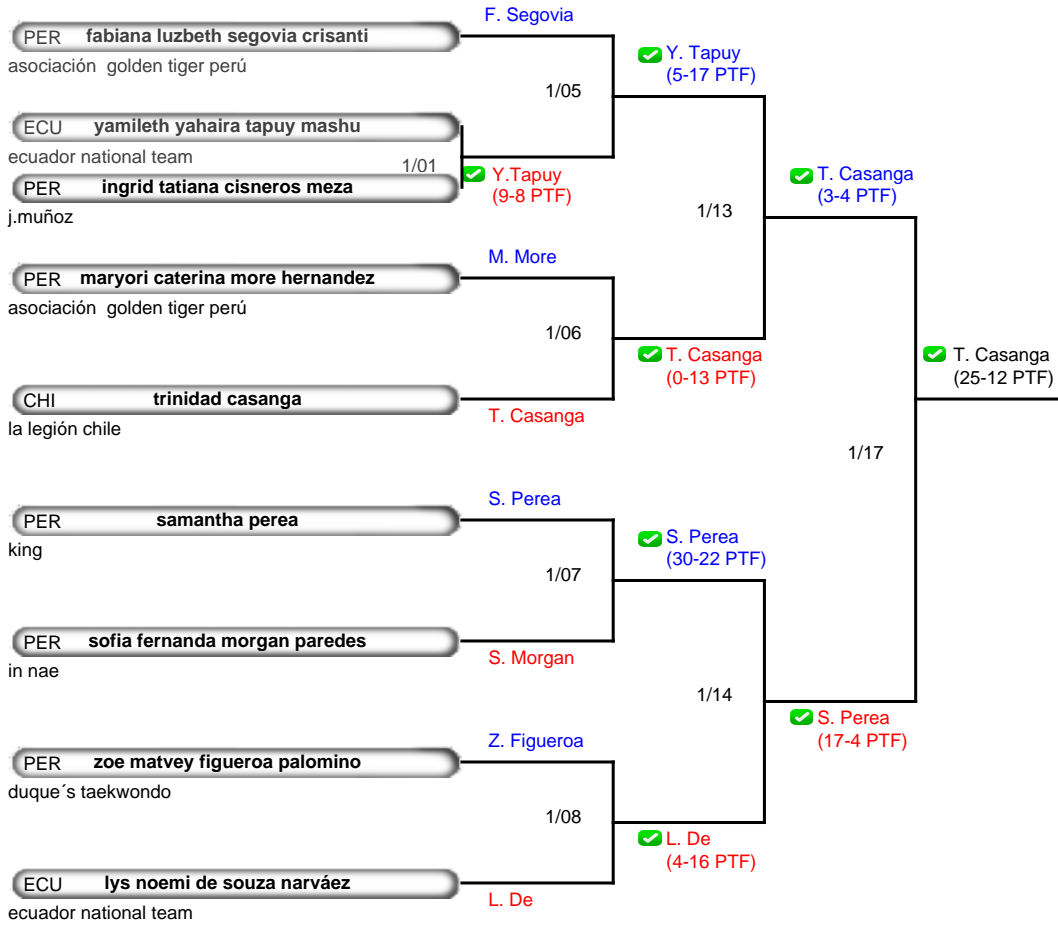 F. Segovia
PER fabiana luzbeth segovia crisanti
asociación  golden tiger perú
Y. Tapuy
(5-17 PTF)
1/05
ECU yamileth yahaira tapuy mashu
ecuador national team
1/01
Y.Tapuy
(9-8 PTF)
PER ingrid tatiana cisneros meza
j.muñoz
T. Casanga
(3-4 PTF)
1/13
M. More
PER maryori caterina more hernandez
asociación  golden tiger perú
1/06
T. Casanga
(0-13 PTF)
T. Casanga
(25-12 PTF)
CHI trinidad casanga
la legión chile
T. Casanga
1/17
S. Perea
PER samantha perea
king
S. Perea
(30-22 PTF)
1/07
PER sofia fernanda morgan paredes
in nae
S. Morgan
1/14
S. Perea
(17-4 PTF)
Z. Figueroa
PER zoe matvey figueroa palomino
duque´s taekwondo
1/08
L. De
(4-16 PTF)
ECU lys noemi de souza narváez
ecuador national team
L. De